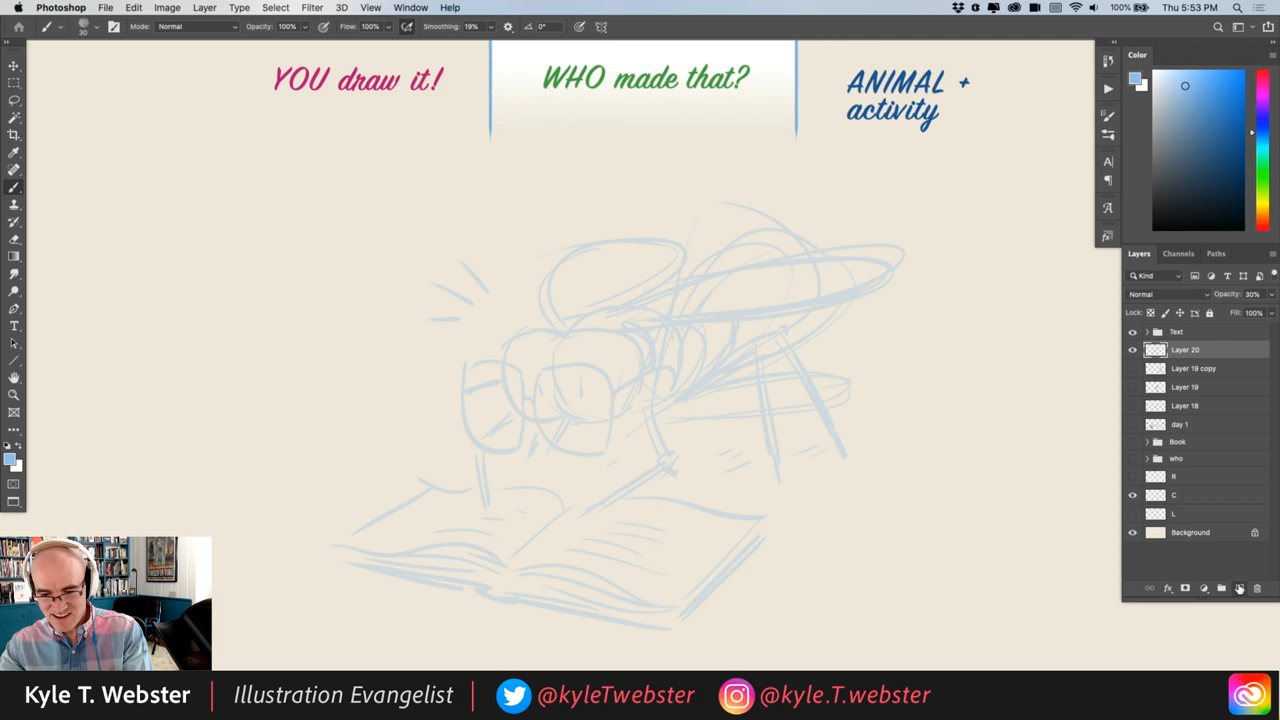 Photoshop File Edit Image Layer Type Select Filter 3D View Window Help 100% Thu 5:53 PM
30 Mode: Normal Opacity: 100% Flow: 100% Smoothing: 19% 0°
YOU draw it!
WHO made that?
ANIMAL +
activity
Color
Layers Channels Paths
Kind
Normal Opacity: 30%
Lock: Fill: 100%
Text
Layer 20
Layer 19 copy
Layer 19
Layer 18
day 1
Book
who
R
C
L
Background
Kyle T. Webster | Illustration Evangelist @kyleTwebster @kyle.T.webster